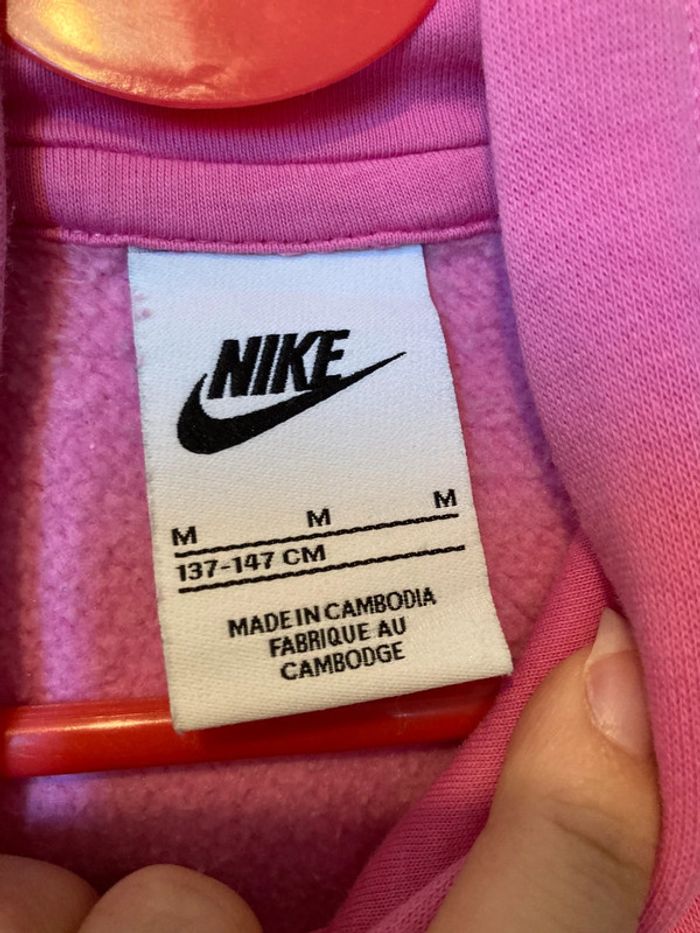 NIKE
M M M
137-147 CM
MADE IN CAMBODIA
FABRIQUE AU
CAMBODGE